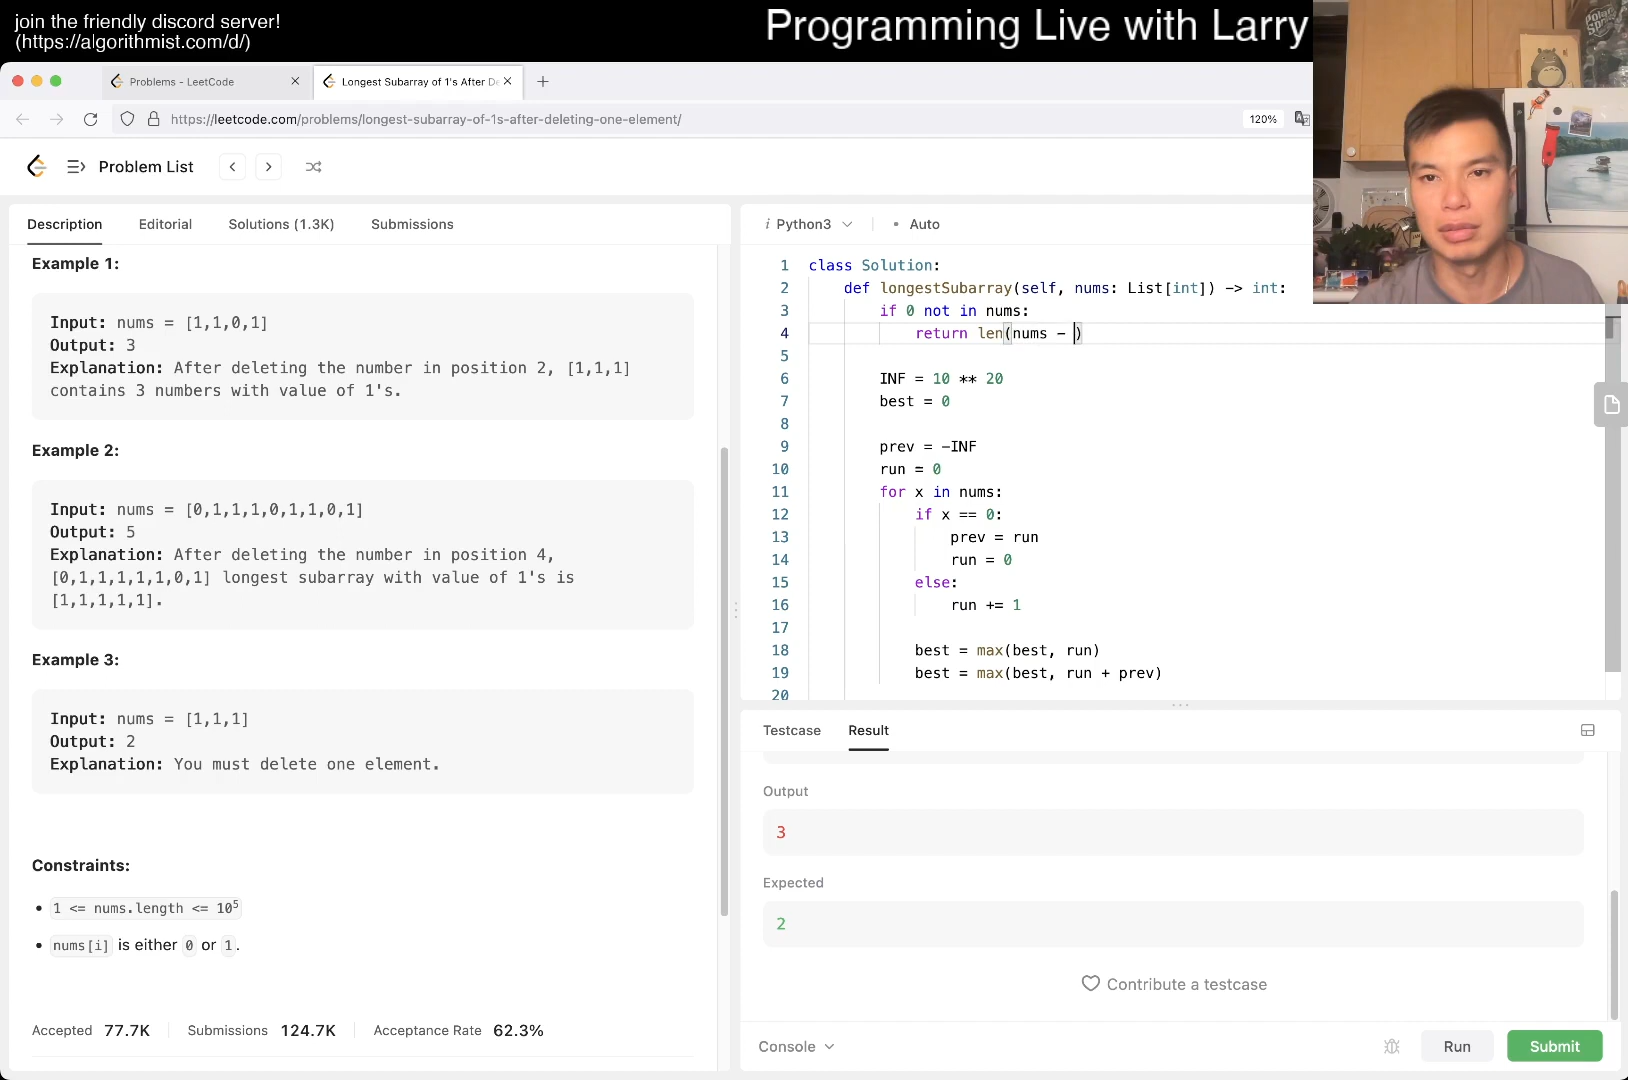 join the friendly discord server!
(https://algorithmist.com/d/)
Programming Live with Larry
Problems - LeetCode
Longest Subarray of 1's After De
https://leetcode.com/problems/longest-subarray-of-1s-after-deleting-one-element/
120%
Problem List
Description
Editorial
Solutions (1.3K)
Submissions
Example 1:
Input: nums = [1,1,0,1]
Output: 3
Explanation: After deleting the number in position 2, [1,1,1]
contains 3 numbers with value of 1's.
Example 2:
Input: nums = [0,1,1,1,0,1,1,0,1]
Output: 5
Explanation: After deleting the number in position 4,
[0,1,1,1,1,1,0,1] longest subarray with value of 1's is
[1,1,1,1,1].
Example 3:
Input: nums = [1,1,1]
Output: 2
Explanation: You must delete one element.
Constraints:
• 1 <= nums.length <= 10⁵
• nums[i] is either 0 or 1.
Accepted 77.7K
Submissions 124.7K
Acceptance Rate 62.3%
i Python3
Auto
1 class Solution:
2 def longestSubarray(self, nums: List[int]) -> int:
3 if 0 not in nums:
4 return len(nums - )
5
6 INF = 10 ** 20
7 best = 0
8
9 prev = -INF
10 run = 0
11 for x in nums:
12 if x == 0:
13 prev = run
14 run = 0
15 else:
16 run += 1
17
18 best = max(best, run)
19 best = max(best, run + prev)
20
Testcase
Result
Output
3
Expected
2
Contribute a testcase
Console
Run
Submit